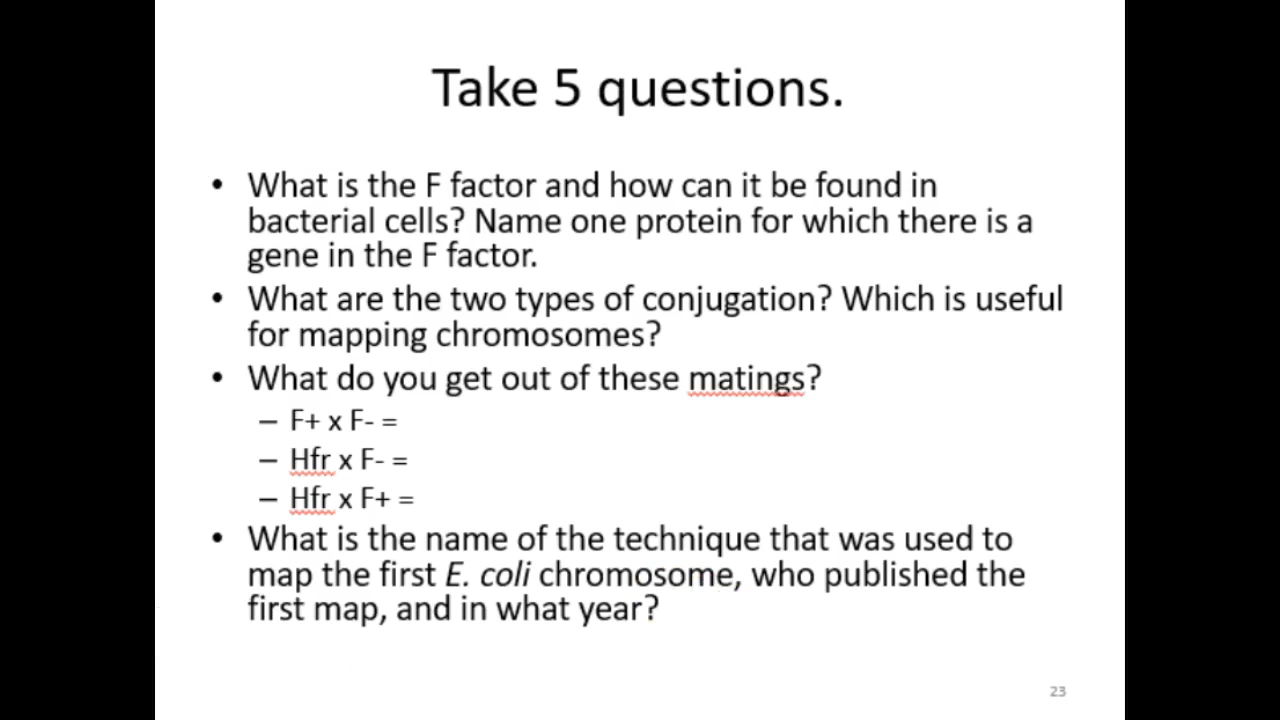 Take 5 questions.
• What is the F factor and how can it be found in
bacterial cells? Name one protein for which there is a
gene in the F factor.
• What are the two types of conjugation? Which is useful
for mapping chromosomes?
• What do you get out of these matings?
– F+ x F- =
– Hfr x F- =
– Hfr x F+ =
• What is the name of the technique that was used to
map the first E. coli chromosome, who published the
first map, and in what year?
23